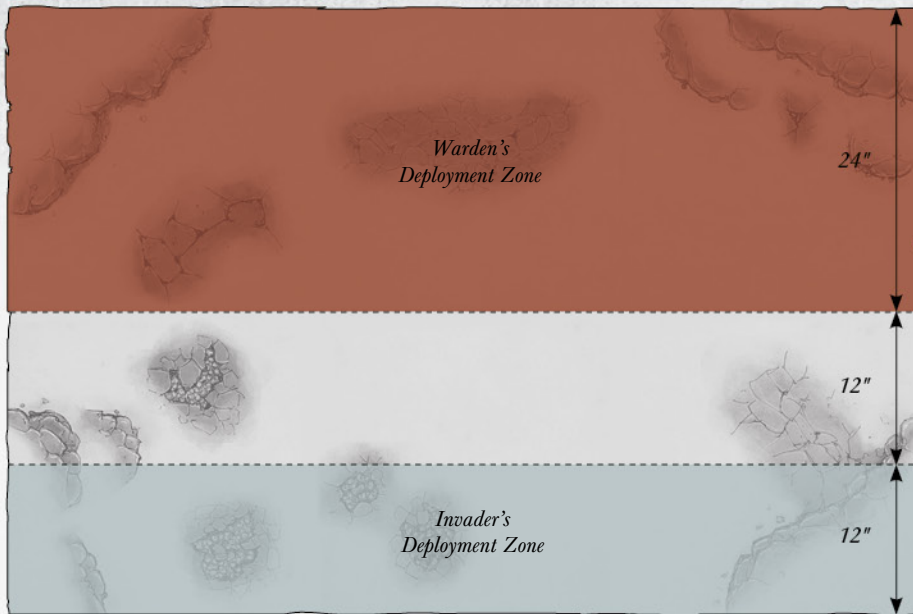 Warden’s
Deployment Zone
24"
12"
Invader’s
Deployment Zone
12"